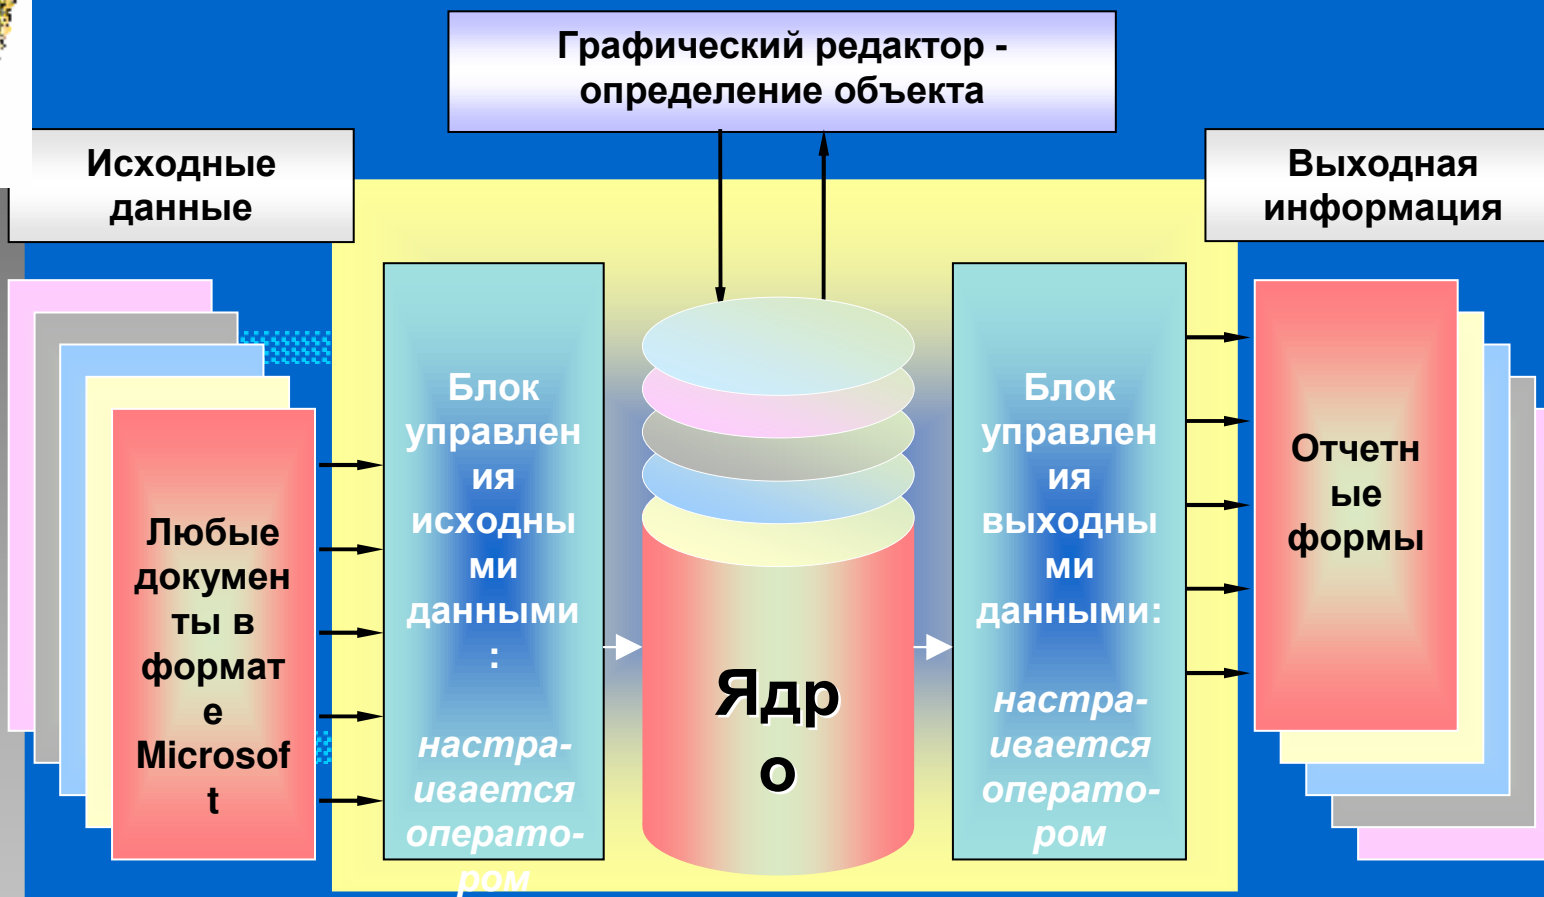 Графический редактор -
определение объекта
Исходные
данные
Выходная
информация
Любые
докумен
ты в
формат
е
Microsof
t
Блок
управлен
ия
исходны
ми
данными
:
настра-
ивается
операто-
ром
Ядр
о
Блок
управлен
ия
выходны
ми
данными:
настра-
ивается
операто-
ром
Отчетн
ые
формы